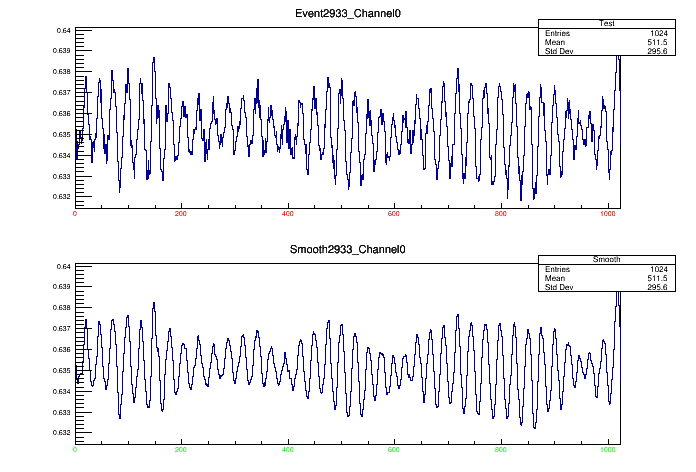 Event2933_Channel0
Test
Entries 1024
Mean 511.5
Std Dev 295.6
0.64
0.639
0.638
0.637
0.636
0.635
0.634
0.633
0.632
0 200 400 600 800 1000
Smooth2933_Channel0
Smooth
Entries 1024
Mean 511.5
Std Dev 295.6
0.64
0.639
0.638
0.637
0.636
0.635
0.634
0.633
0.632
0 200 400 600 800 1000